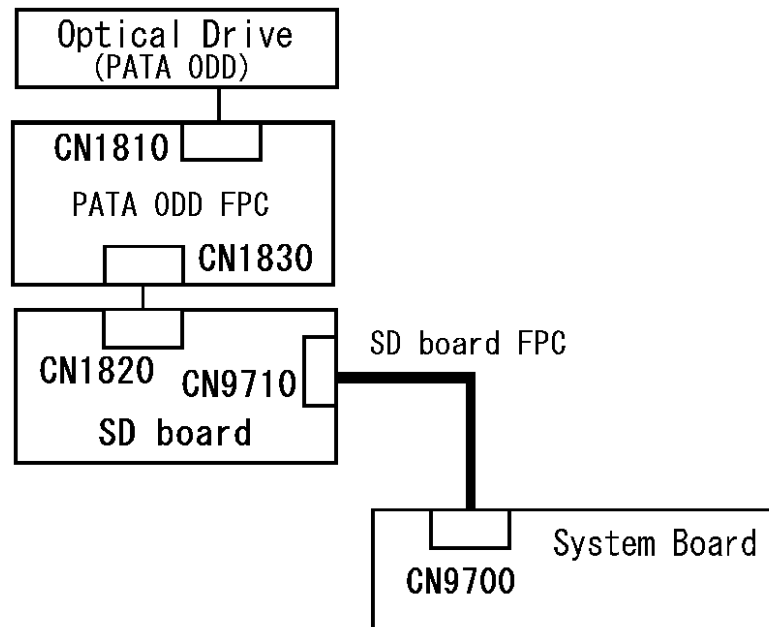 Optical Drive
(PATA ODD)
CN1810
PATA ODD FPC
CN1830
CN1820
CN9710
SD board
SD board FPC
System Board
CN9700